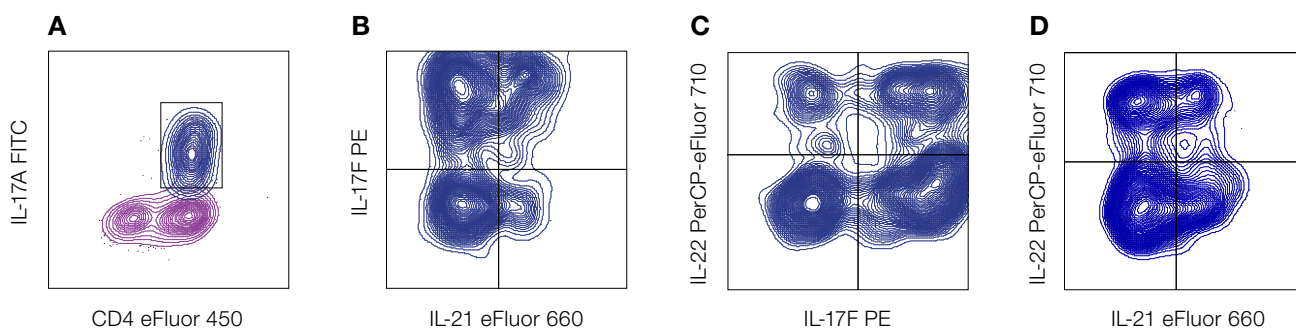 A
B
C
D
IL-17A FITC
IL-17F PE
IL-22 PerCP-eFluor 710
IL-22 PerCP-eFluor 710
CD4 eFluor 450
IL-21 eFluor 660
IL-17F PE
IL-21 eFluor 660